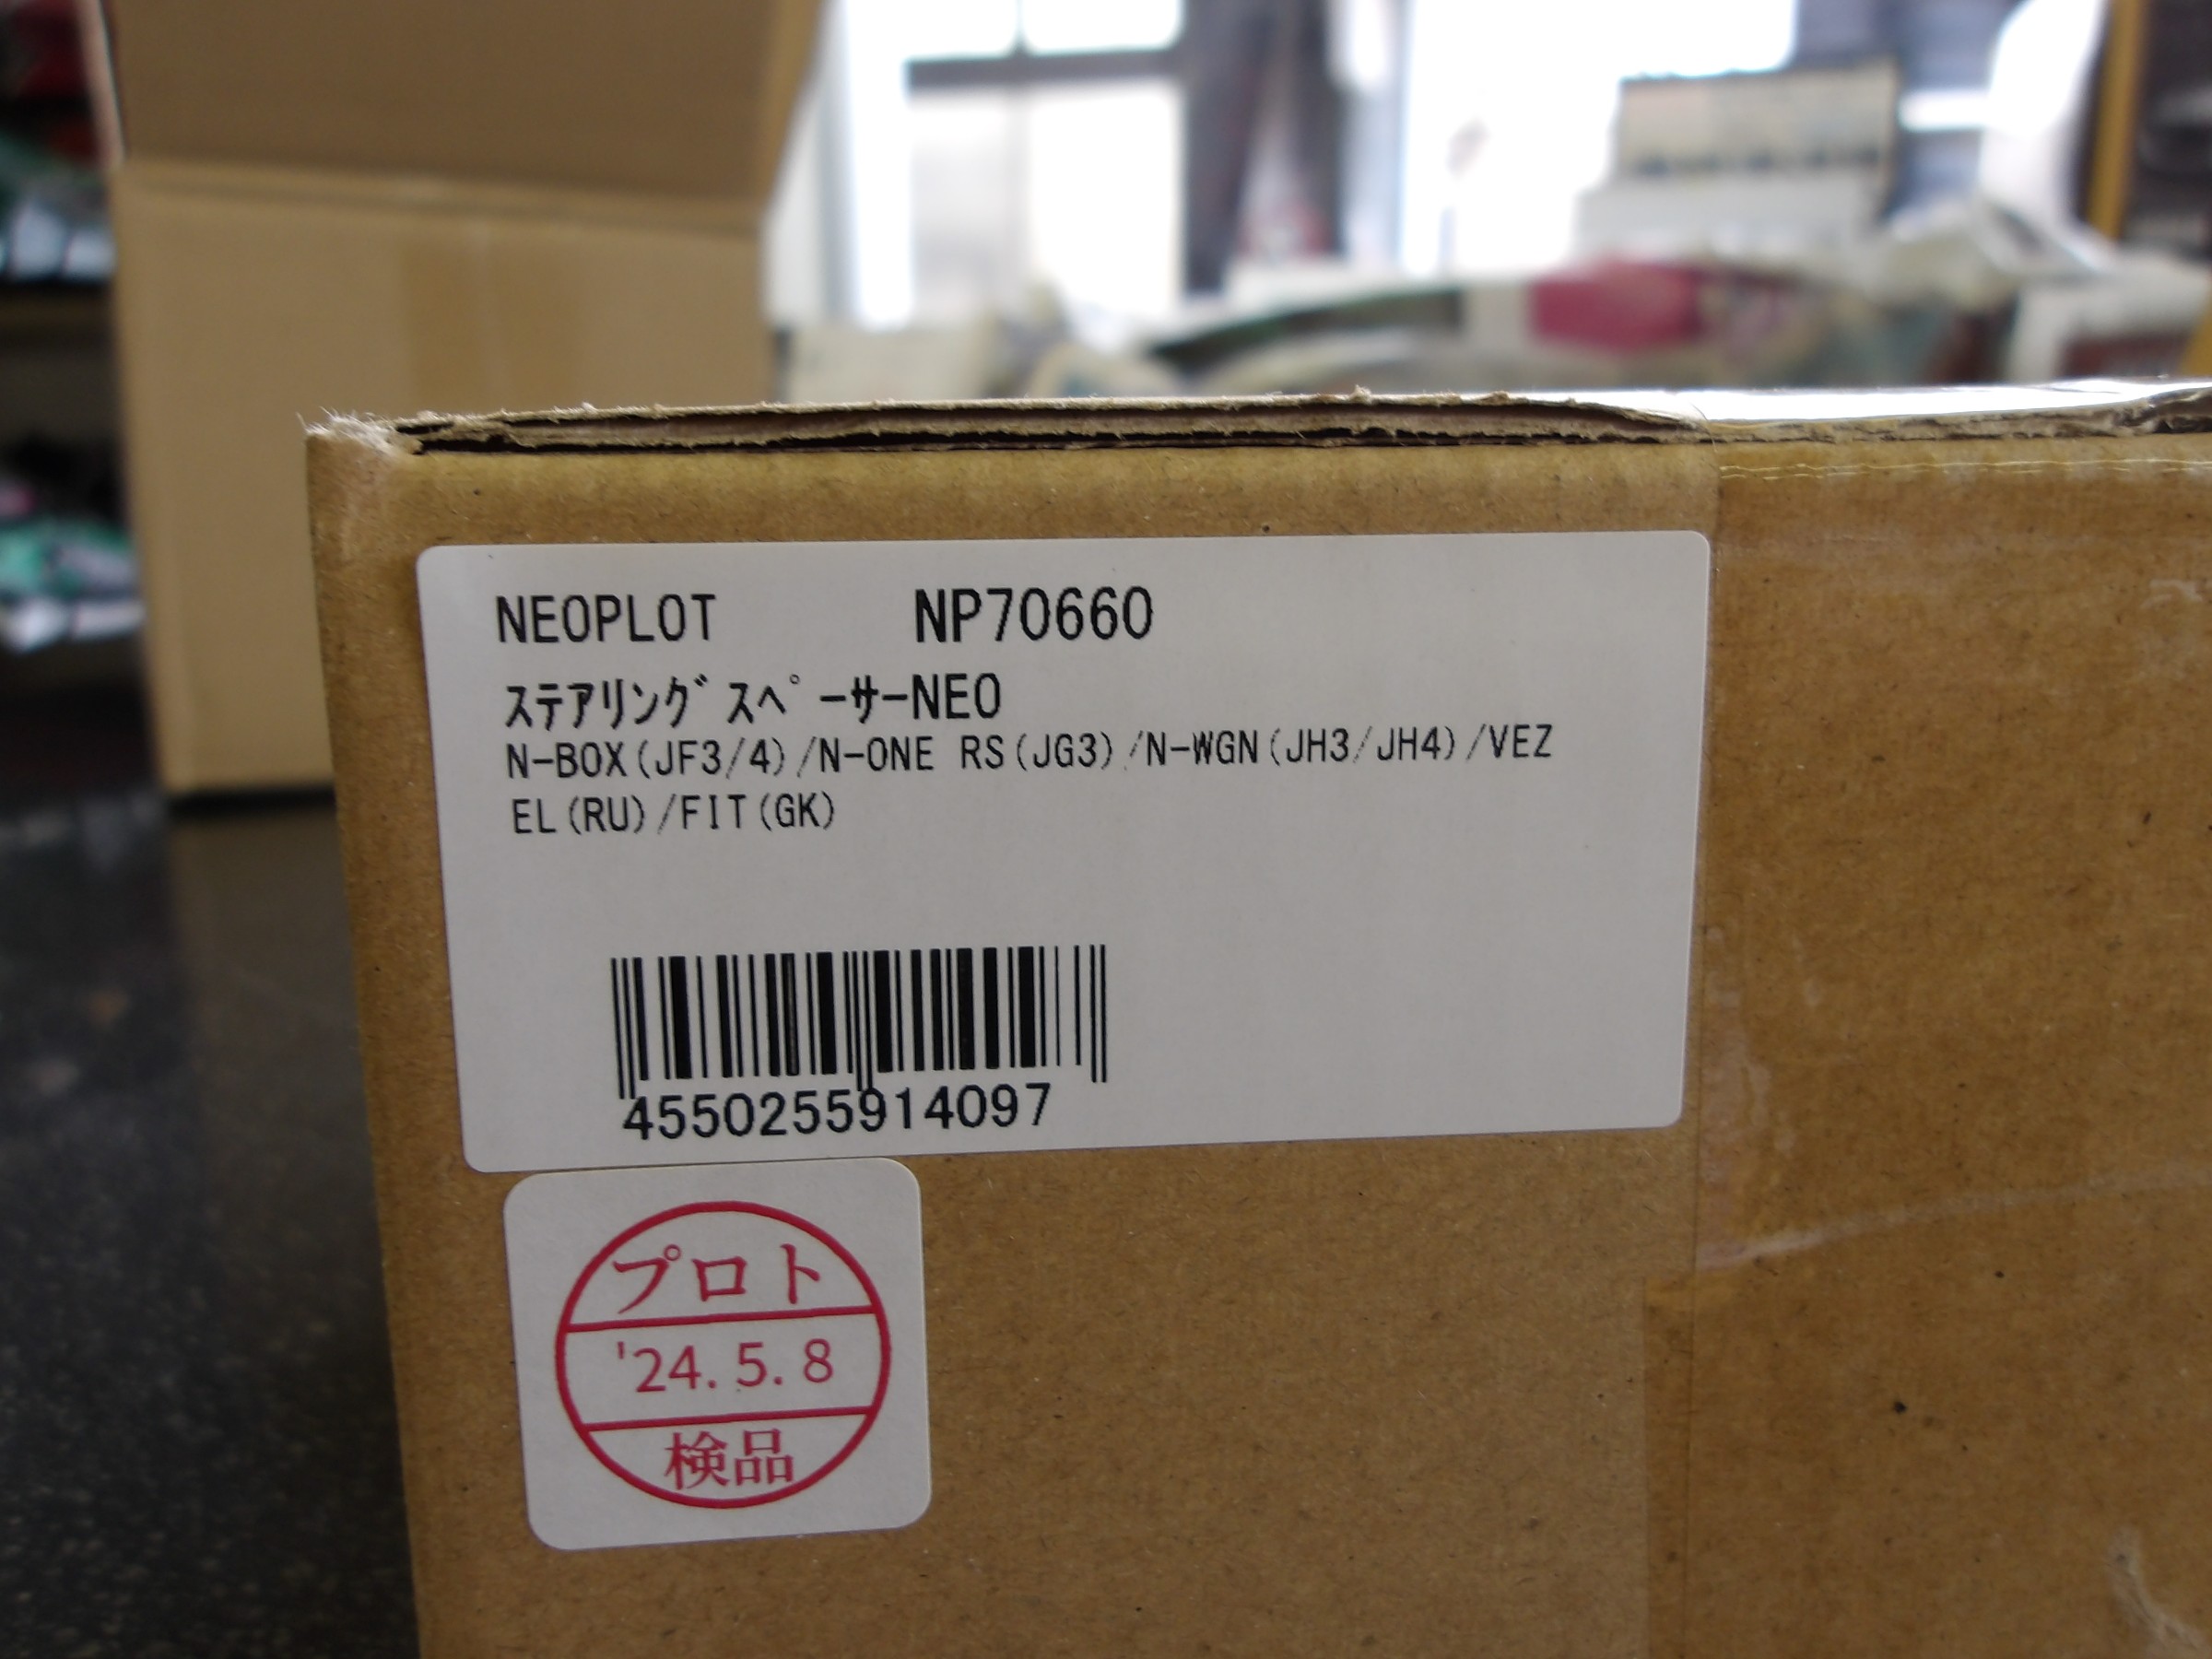 NEOPLOT NP70660
ｽﾃｱﾘﾝｸﾞｽﾍﾟｰｻｰNEO
N-BOX(JF3/4)/N-ONE RS(JG3)/N-WGN(JH3/JH4)/VEZ
EL(RU)/FIT(GK)
4550255914097
プロト
'24.5.8
検品